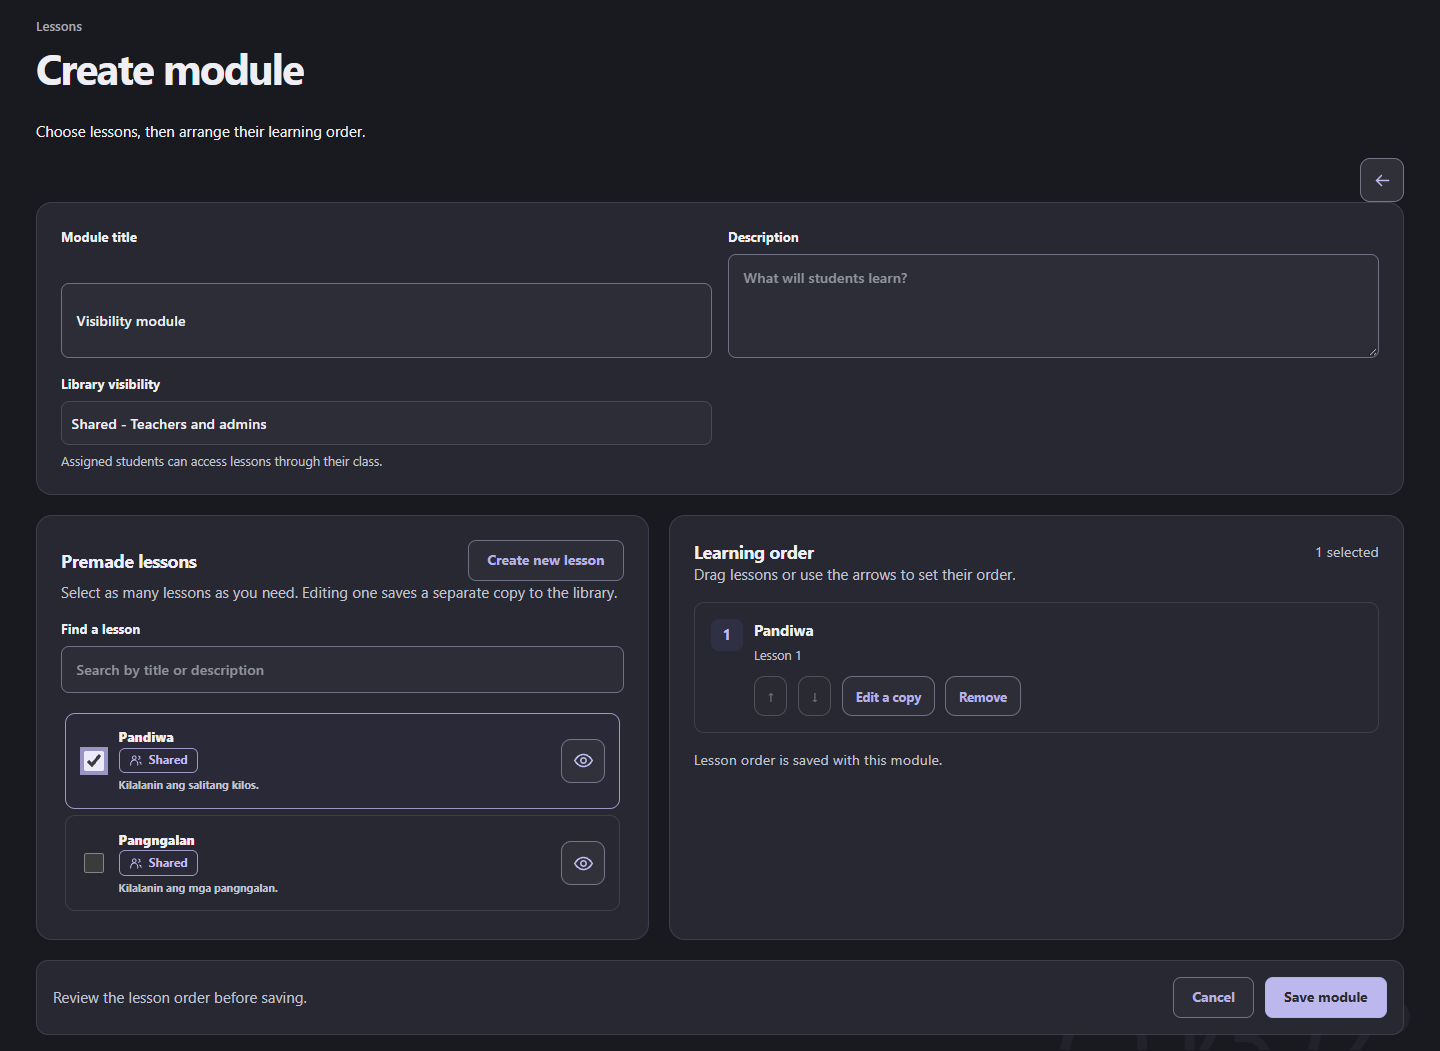 Lessons
Create module
Choose lessons, then arrange their learning order.
←
Module title
Description
What will students learn?
Visibility module
Library visibility
Shared - Teachers and admins
Assigned students can access lessons through their class.
Premade lessons
Create new lesson
Select as many lessons as you need. Editing one saves a separate copy to the library.
Find a lesson
Search by title or description
Pandiwa
Shared
Kilalanin ang salitang kilos.
Pangngalan
Shared
Kilalanin ang mga pangngalan.
Learning order
1 selected
Drag lessons or use the arrows to set their order.
1
Pandiwa
Lesson 1
↑ ↓ Edit a copy Remove
Lesson order is saved with this module.
Review the lesson order before saving.
Cancel
Save module